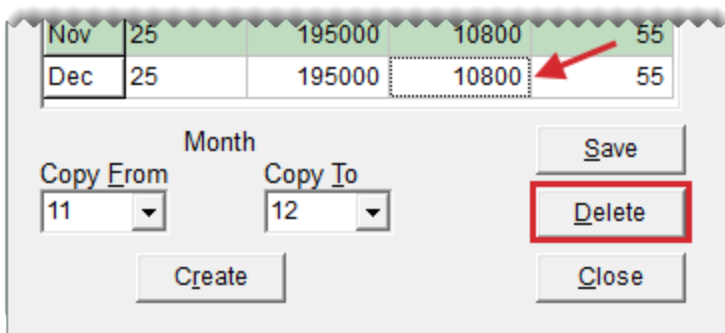 Nov 25 195000 10800 55
Dec 25 195000 10800 55
Month
Copy From Copy To
11 12
Save
Delete
Create Close